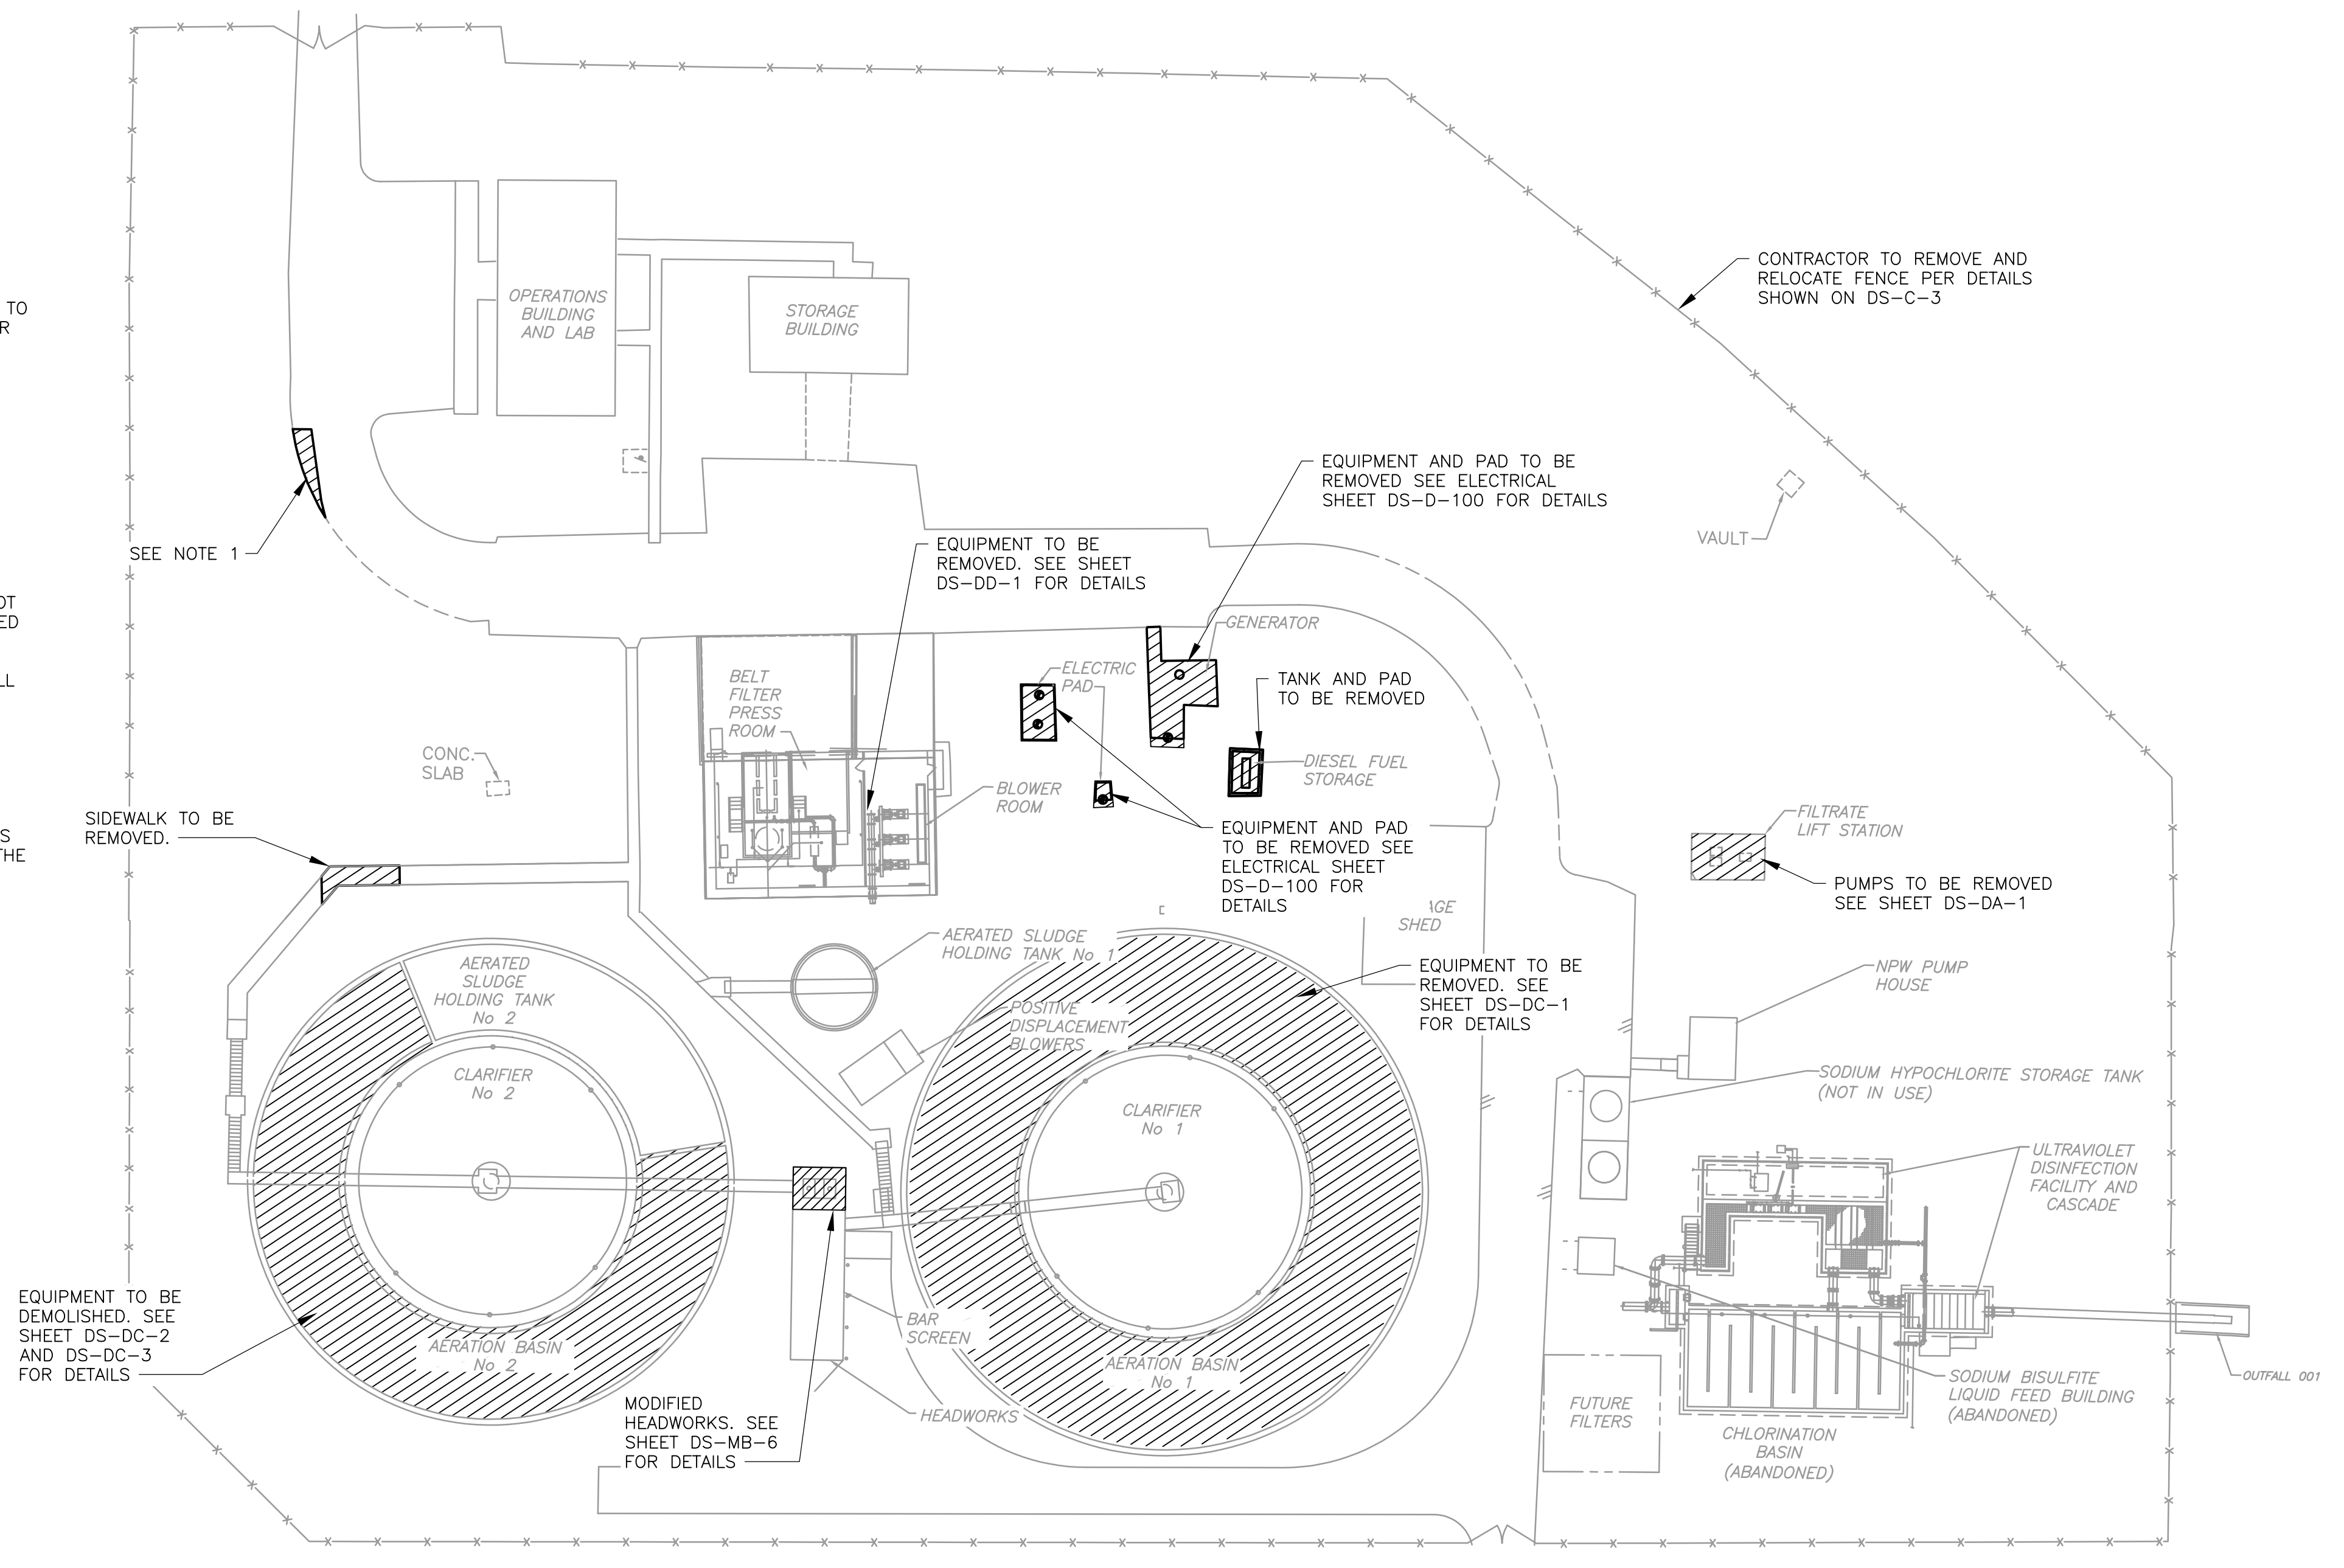 CONTRACTOR TO REMOVE AND
RELOCATE FENCE PER DETAILS
SHOWN ON DS-C-3
OPERATIONS
BUILDING
AND LAB
STORAGE
BUILDING
TO
EQUIPMENT AND PAD TO BE
REMOVED SEE ELECTRICAL
SHEET DS-D-100 FOR DETAILS
VAULT
SEE NOTE 1
EQUIPMENT TO BE
REMOVED. SEE SHEET
DS-DD-1 FOR DETAILS
GENERATOR
ELECTRIC
PAD
TANK AND PAD
TO BE REMOVED
BELT
FILTER
PRESS
ROOM
CONC.
SLAB
DIESEL FUEL
STORAGE
BLOWER
ROOM
SIDEWALK TO BE
REMOVED.
THE
EQUIPMENT AND PAD
TO BE REMOVED SEE
ELECTRICAL SHEET
DS-D-100 FOR
DETAILS
FILTRATE
LIFT STATION
PUMPS TO BE REMOVED
SEE SHEET DS-DA-1
SHED
AERATED SLUDGE
HOLDING TANK No 1
AERATED
SLUDGE
HOLDING TANK
No 2
EQUIPMENT TO BE
REMOVED. SEE
SHEET DS-DC-1
FOR DETAILS
NPW PUMP
HOUSE
POSITIVE
DISPLACEMENT
BLOWERS
CLARIFIER
No 2
CLARIFIER
No 1
SODIUM HYPOCHLORITE STORAGE TANK
(NOT IN USE)
ULTRAVIOLET
DISINFECTION
FACILITY AND
CASCADE
EQUIPMENT TO BE
DEMOLISHED. SEE
SHEET DS-DC-2
AND DS-DC-3
FOR DETAILS
AERATION BASIN
No 2
BAR
SCREEN
AERATION BASIN
No 1
MODIFIED
HEADWORKS. SEE
SHEET DS-MB-6
FOR DETAILS
HEADWORKS
FUTURE
FILTERS
SODIUM BISULFITE
LIQUID FEED BUILDING
(ABANDONED)
OUTFALL 001
CHLORINATION
BASIN
(ABANDONED)